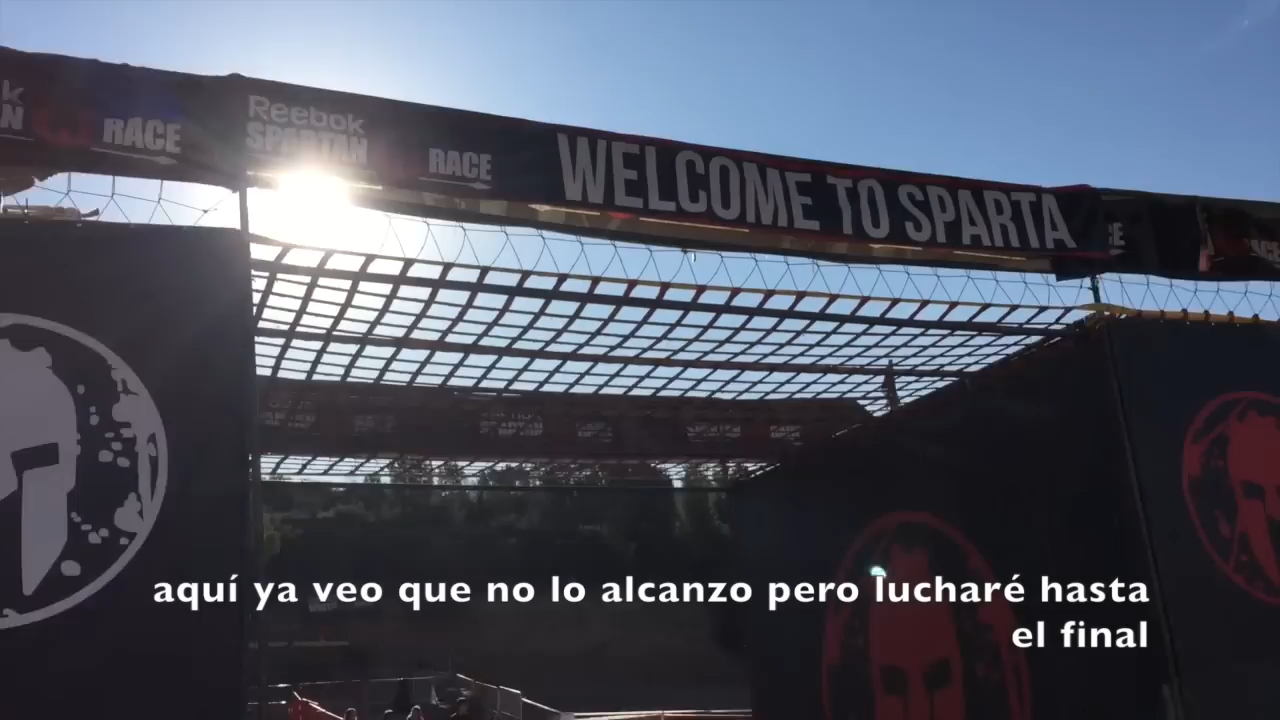 RACE
Reebok
SPARTAN
RACE
WELCOME TO SPARTA
aquí ya veo que no lo alcanzo pero lucharé hasta
el final